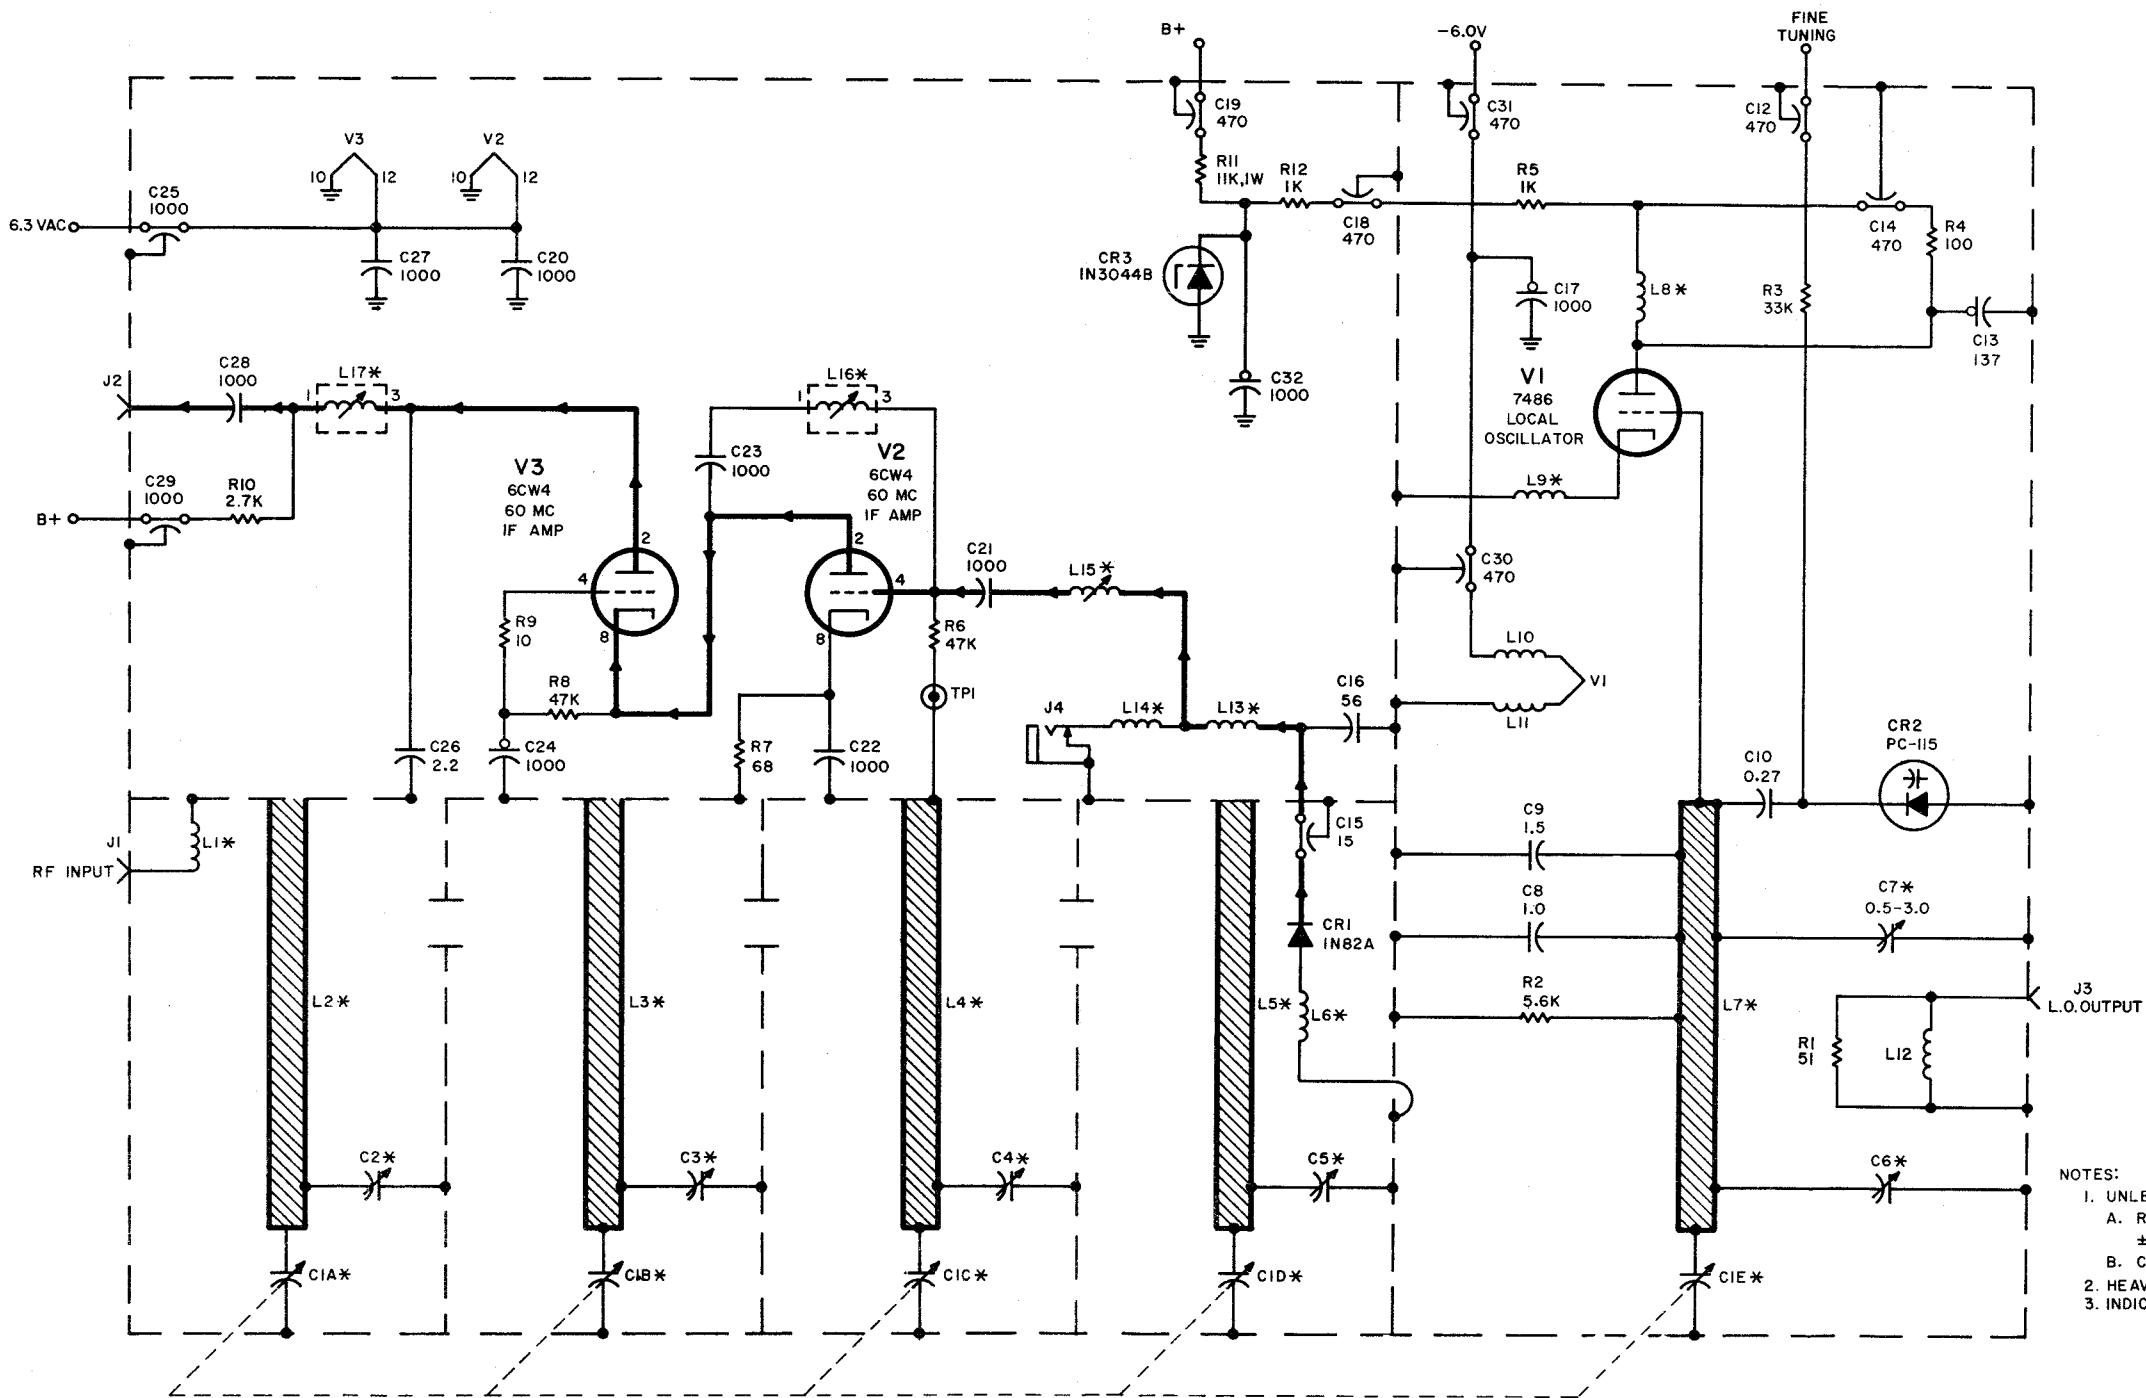 B+
-6.0V
FINE
TUNING
C19
470
C31
470
C12
470
V3
10
12
V2
10
12
C25
1000
6.3 VAC
C27
1000
C20
1000
R11
11K,1W
R12
1K
C18
470
R5
1K
C14
470
R4
100
CR3
1N3044B
C17
1000
L8*
R3
33K
C13
137
C32
1000
V1
7486
LOCAL
OSCILLATOR
J2
C28
1000
L17*
1
3
L16*
1
3
C23
1000
V2
6CW4
60 MC
IF AMP
V3
6CW4
60 MC
IF AMP
C29
1000
R10
2.7K
B+
L9*
2
4
8
2
4
8
C21
1000
L15*
C30
470
R9
10
R6
47K
L10
V1
L11
R8
47K
TP1
J4
L14*
L13*
C16
56
C26
2.2
C24
1000
R7
68
C22
1000
CR2
PC-115
C10
0.27
J1
RF INPUT
L1*
C15
15
C9
1.5
C8
1.0
C7*
0.5-3.0
CR1
1N82A
L2*
L3*
L4*
L5*
L6*
R2
5.6K
L7*
J3
L.O. OUTPUT
R1
51
L12
C2*
C3*
C4*
C5*
C6*
C1A*
C1B*
C1C*
C1D*
C1E*
NOTES:
1. UNLE
A. R
±
B. C
2. HEAV
3. INDIC